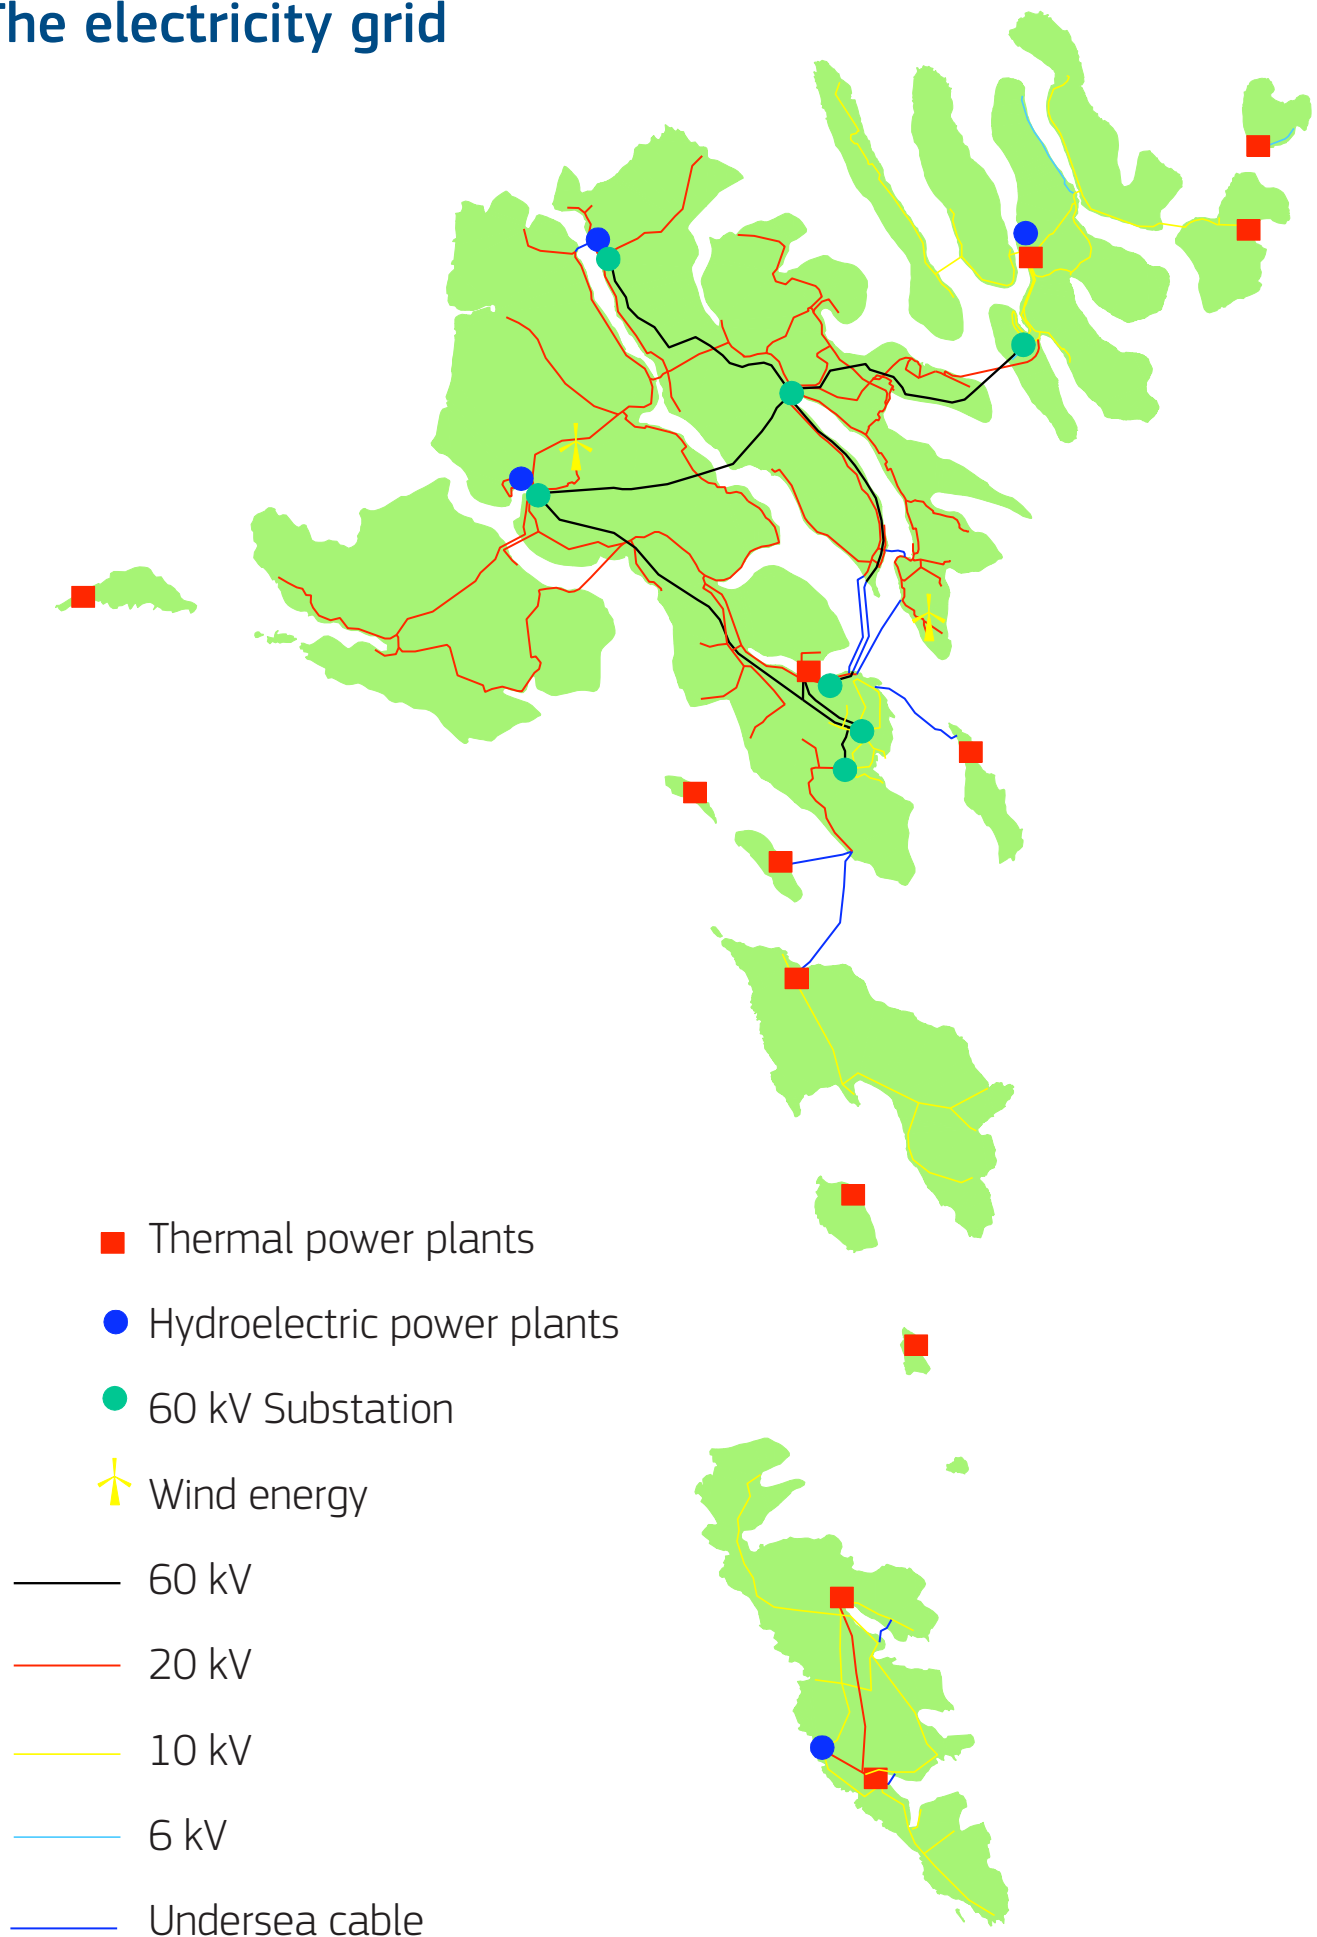 The electricity grid
Thermal power plants
Hydroelectric power plants
60 kV Substation
Wind energy
60 kV
20 kV
10 kV
6 kV
Undersea cable